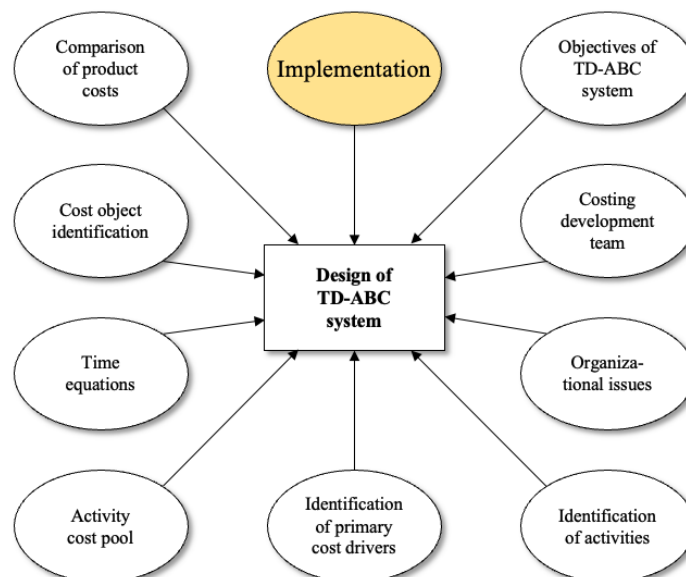 Comparison
of product
costs
Implementation
Objectives of
TD-ABC
system
Cost object
identification
Costing
development
team
Design of
TD-ABC
system
Time
equations
Organiza-
tional issues
Activity
cost pool
Identification
of primary
cost drivers
Identification
of activities